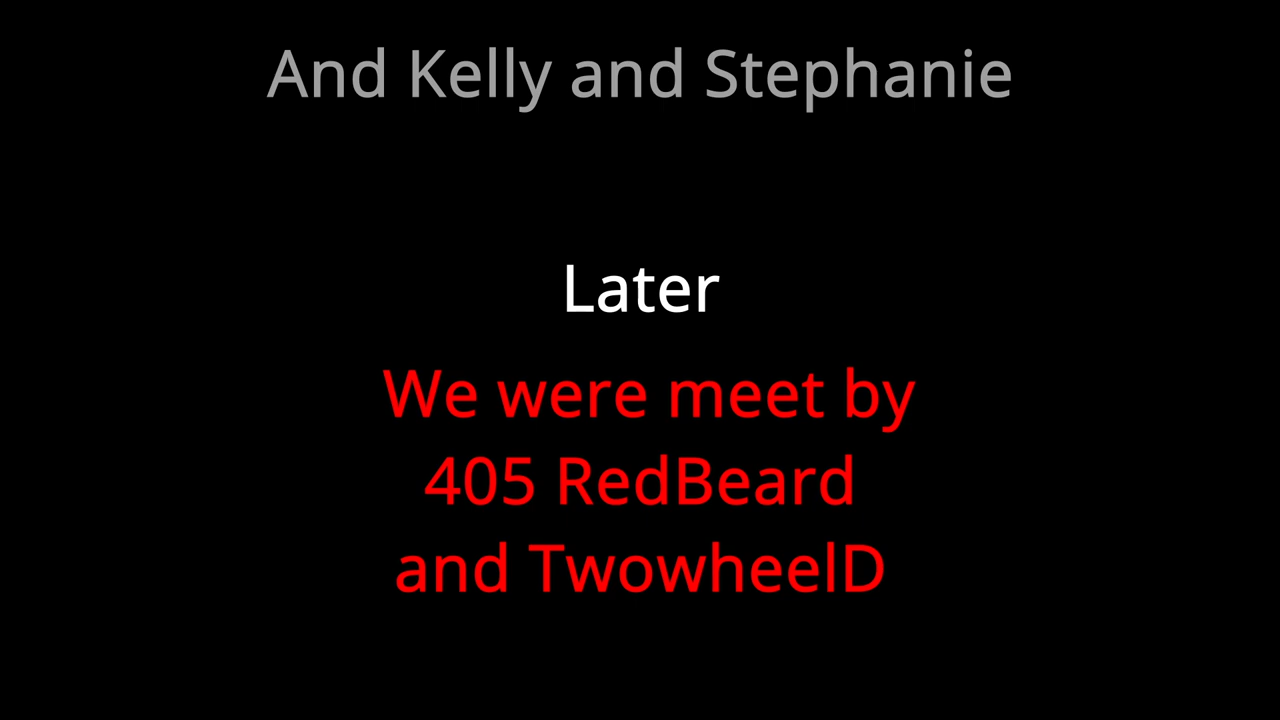 And Kelly and Stephanie
Later
We were meet by
405 RedBeard
and TwowheelD